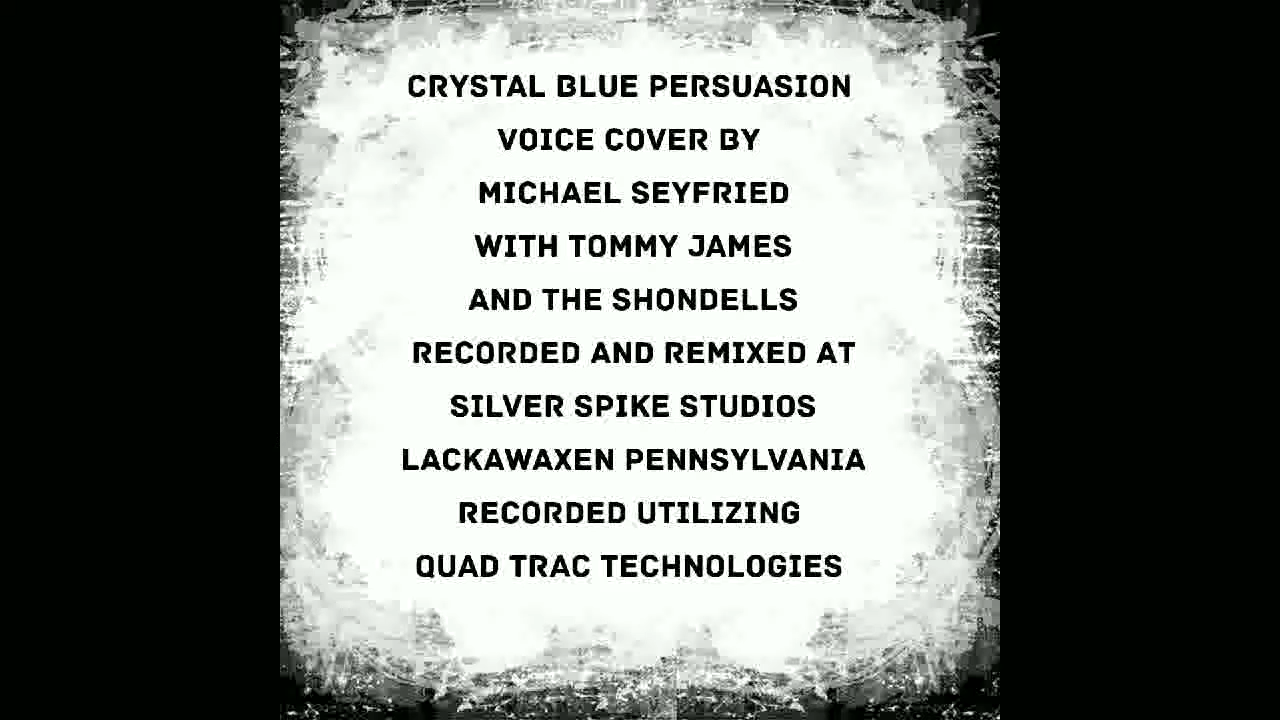 CRYSTAL BLUE PERSUASION
VOICE COVER BY
MICHAEL SEYFRIED
WITH TOMMY JAMES
AND THE SHONDELLS
RECORDED AND REMIXED AT
SILVER SPIKE STUDIOS
LACKAWAXEN PENNSYLVANIA
RECORDED UTILIZING
QUAD TRAC TECHNOLOGIES